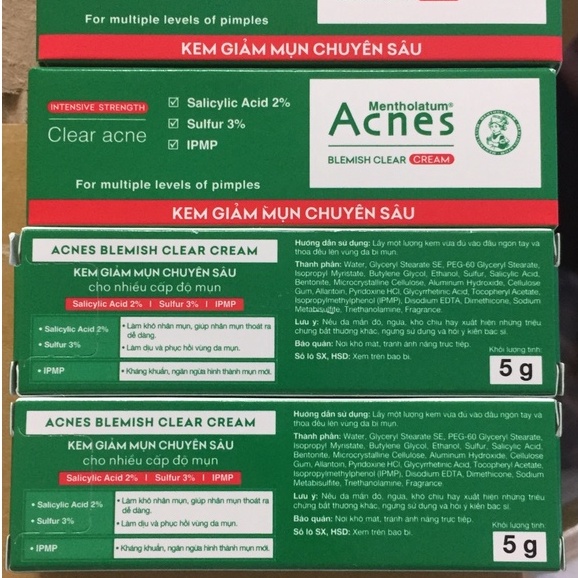 For multiple levels of pimples
CREAM
KEM GIẢM MỤN CHUYÊN SÂU
INTENSIVE STRENGTH
Clear acne
Salicylic Acid 2%
Sulfur 3%
IPMP
Mentholatum®
Acnes
BLEMISH CLEAR CREAM
For multiple levels of pimples
KEM GIẢM MỤN CHUYÊN SÂU
ACNES BLEMISH CLEAR CREAM
KEM GIẢM MỤN CHUYÊN SÂU
cho nhiều cấp độ mụn
Salicylic Acid 2% | Sulfur 3% | IPMP
• Salicylic Acid 2%
• Sulfur 3%
• Làm khô nhân mụn, giúp nhân mụn thoát ra
dễ dàng.
• Làm dịu và phục hồi vùng da mụn.
• IPMP
• Kháng khuẩn, ngăn ngừa hình thành mụn mới.
Hướng dẫn sử dụng: Lấy một lượng kem vừa đủ vào đầu ngón tay và
thoa đều lên vùng da bị mụn.
Thành phần: Water, Glyceryl Stearate SE, PEG-60 Glyceryl Stearate,
Isopropyl Myristate, Butylene Glycol, Ethanol, Sulfur, Salicylic Acid,
Bentonite, Microcrystalline Cellulose, Aluminum Hydroxide, Cellulose
Gum, Allantoin, Pyridoxine HCl, Glycyrrhetinic Acid, Tocopheryl Acetate,
Isopropylmethylphenol (IPMP), Disodium EDTA, Dimethicone, Sodium
Metabisulfite, Triethanolamine, Fragrance.
Lưu ý: Nếu da mẩn đỏ, ngứa, khó chịu hay xuất hiện những triệu
chứng bất thường khác, ngưng sử dụng và hỏi ý kiến bác sĩ.
Bảo quản: Nơi khô mát, tránh ánh nắng trực tiếp.
Số lô SX, HSD: Xem trên bao bì.
Khối lượng tịnh:
5 g
ACNES BLEMISH CLEAR CREAM
KEM GIẢM MỤN CHUYÊN SÂU
cho nhiều cấp độ mụn
Salicylic Acid 2% | Sulfur 3% | IPMP
• Salicylic Acid 2%
• Sulfur 3%
• Làm khô nhân mụn, giúp nhân mụn thoát ra
dễ dàng.
• Làm dịu và phục hồi vùng da mụn.
• IPMP
• Kháng khuẩn, ngăn ngừa hình thành mụn mới.
Hướng dẫn sử dụng: Lấy một lượng kem vừa đủ vào đầu ngón tay và
thoa đều lên vùng da bị mụn.
Thành phần: Water, Glyceryl Stearate SE, PEG-60 Glyceryl Stearate,
Isopropyl Myristate, Butylene Glycol, Ethanol, Sulfur, Salicylic Acid,
Bentonite, Microcrystalline Cellulose, Aluminum Hydroxide, Cellulose
Gum, Allantoin, Pyridoxine HCl, Glycyrrhetinic Acid, Tocopheryl Acetate,
Isopropylmethylphenol (IPMP), Disodium EDTA, Dimethicone, Sodium
Metabisulfite, Triethanolamine, Fragrance.
Lưu ý: Nếu da mẩn đỏ, ngứa, khó chịu hay xuất hiện những triệu
chứng bất thường khác, ngưng sử dụng và hỏi ý kiến bác sĩ.
Bảo quản: Nơi khô mát, tránh ánh nắng trực tiếp.
Số lô SX, HSD: Xem trên bao bì.
Khối lượng tịnh:
5 g